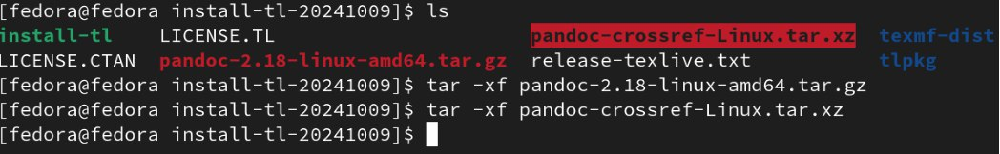 [fedora@fedora install-tl-20241009]$ ls
install-tl    LICENSE.TL                      pandoc-crossref-Linux.tar.xz  texmf-dist
LICENSE.CTAN  pandoc-2.18-linux-amd64.tar.gz  release-texlive.txt           tlpkg
[fedora@fedora install-tl-20241009]$ tar -xf pandoc-2.18-linux-amd64.tar.gz
[fedora@fedora install-tl-20241009]$ tar -xf pandoc-crossref-Linux.tar.xz
[fedora@fedora install-tl-20241009]$